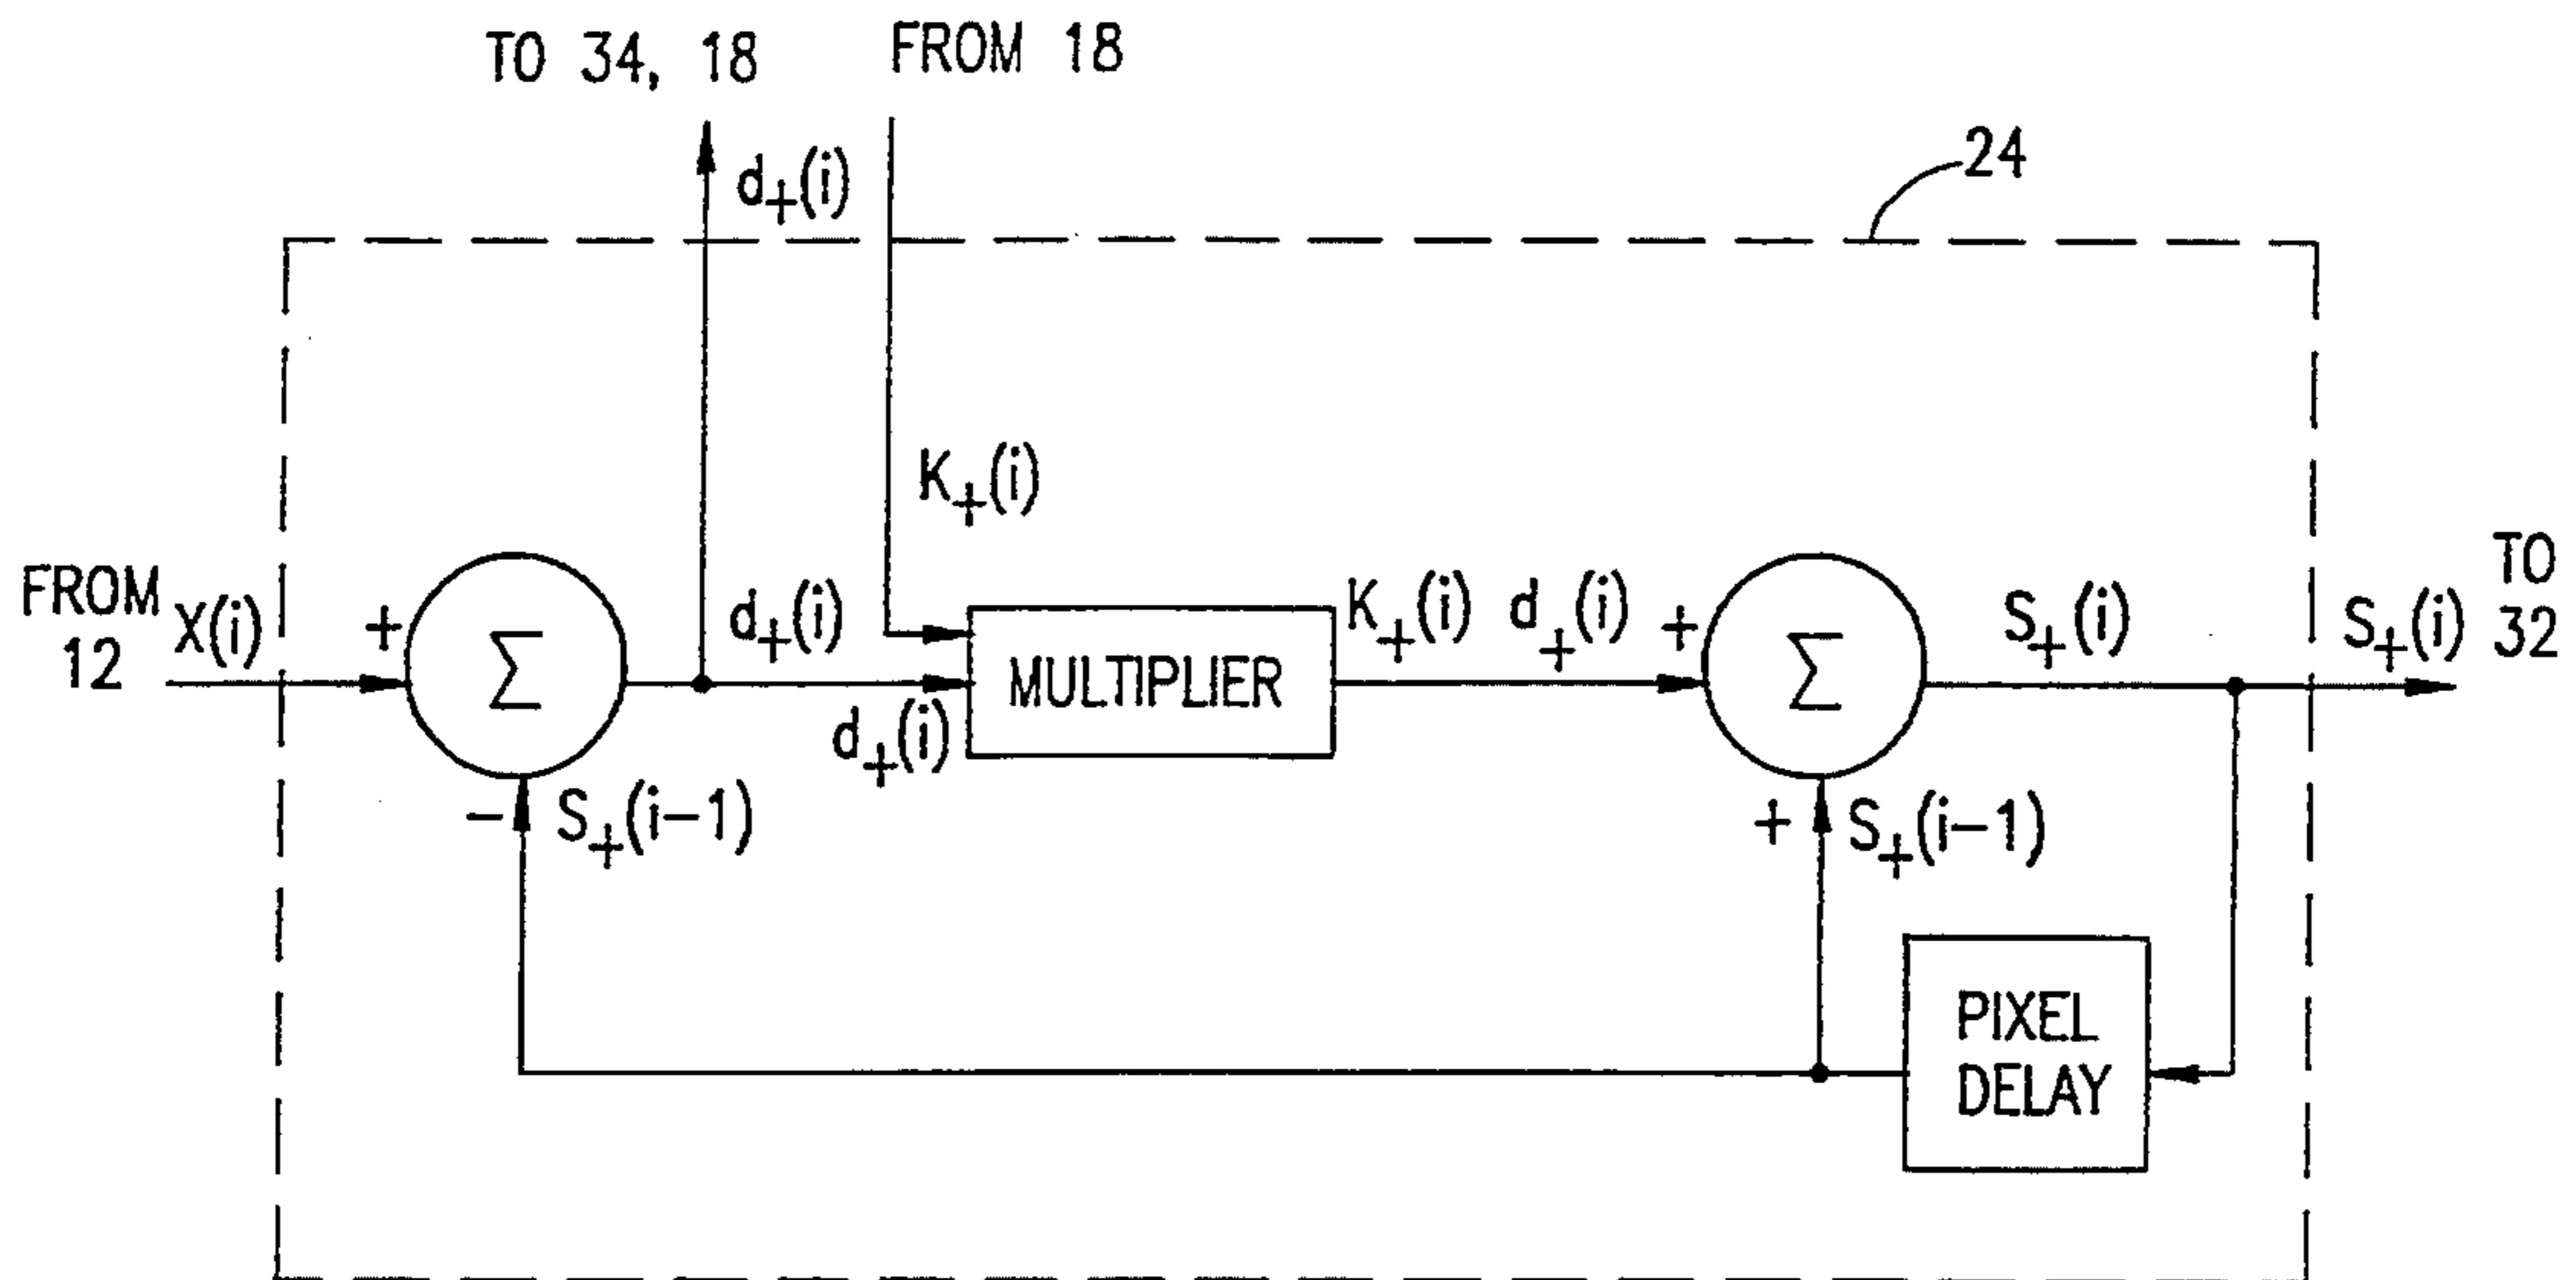 TO 34, 18
FROM 18
d₊(i)
24
K₊(i)
FROM
12
X(i)
+
Σ
d₊(i)
d₊(i)
MULTIPLIER
K₊(i) d₊(i)
+
Σ
S₊(i)
S₊(i)
TO
32
−
S₊(i−1)
+
S₊(i−1)
PIXEL
DELAY